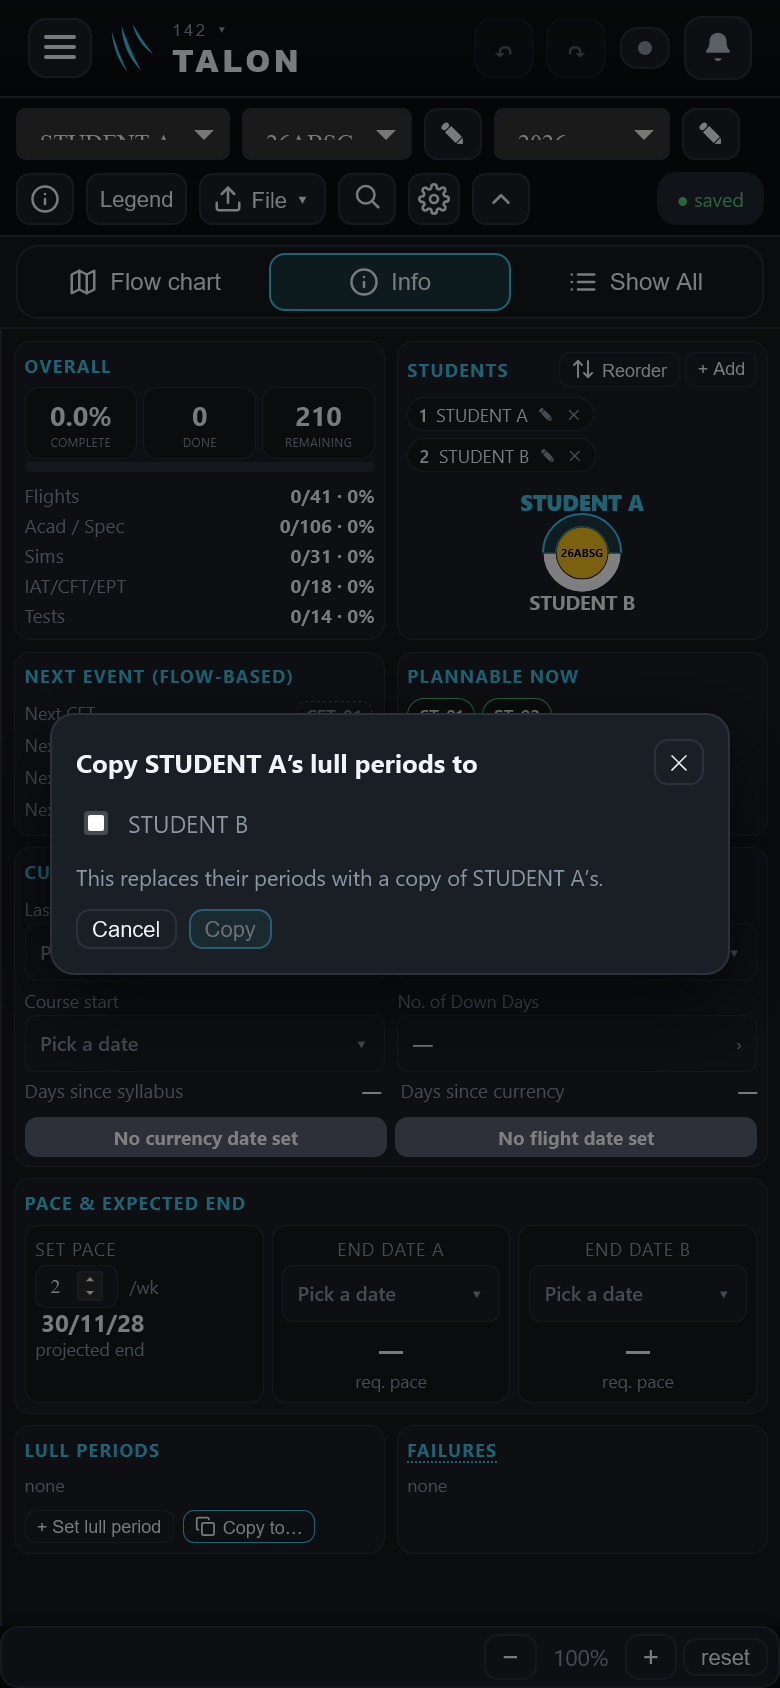 142 ▾
TALON
STUDENT A
26ABSG
2026
Legend
File ▾
● saved
Flow chart
Info
Show All
OVERALL
0.0%
COMPLETE
0
DONE
210
REMAINING
Flights 0/41 · 0%
Acad / Spec 0/106 · 0%
Sims 0/31 · 0%
IAT/CFT/EPT 0/18 · 0%
Tests 0/14 · 0%
STUDENTS
Reorder
+ Add
1 STUDENT A
2 STUDENT B
STUDENT A
26ABSG
STUDENT B
NEXT EVENT (FLOW-BASED)
Next CFT
PLANNABLE NOW
Copy STUDENT A’s lull periods to
STUDENT B
This replaces their periods with a copy of STUDENT A’s.
Cancel
Copy
Course start
Pick a date ▾
No. of Down Days
— ›
Days since syllabus —
Days since currency —
No currency date set
No flight date set
PACE & EXPECTED END
SET PACE
2 /wk
30/11/28
projected end
END DATE A
Pick a date ▾
—
req. pace
END DATE B
Pick a date ▾
—
req. pace
LULL PERIODS
none
+ Set lull period
Copy to…
FAILURES
none
− 100% + reset